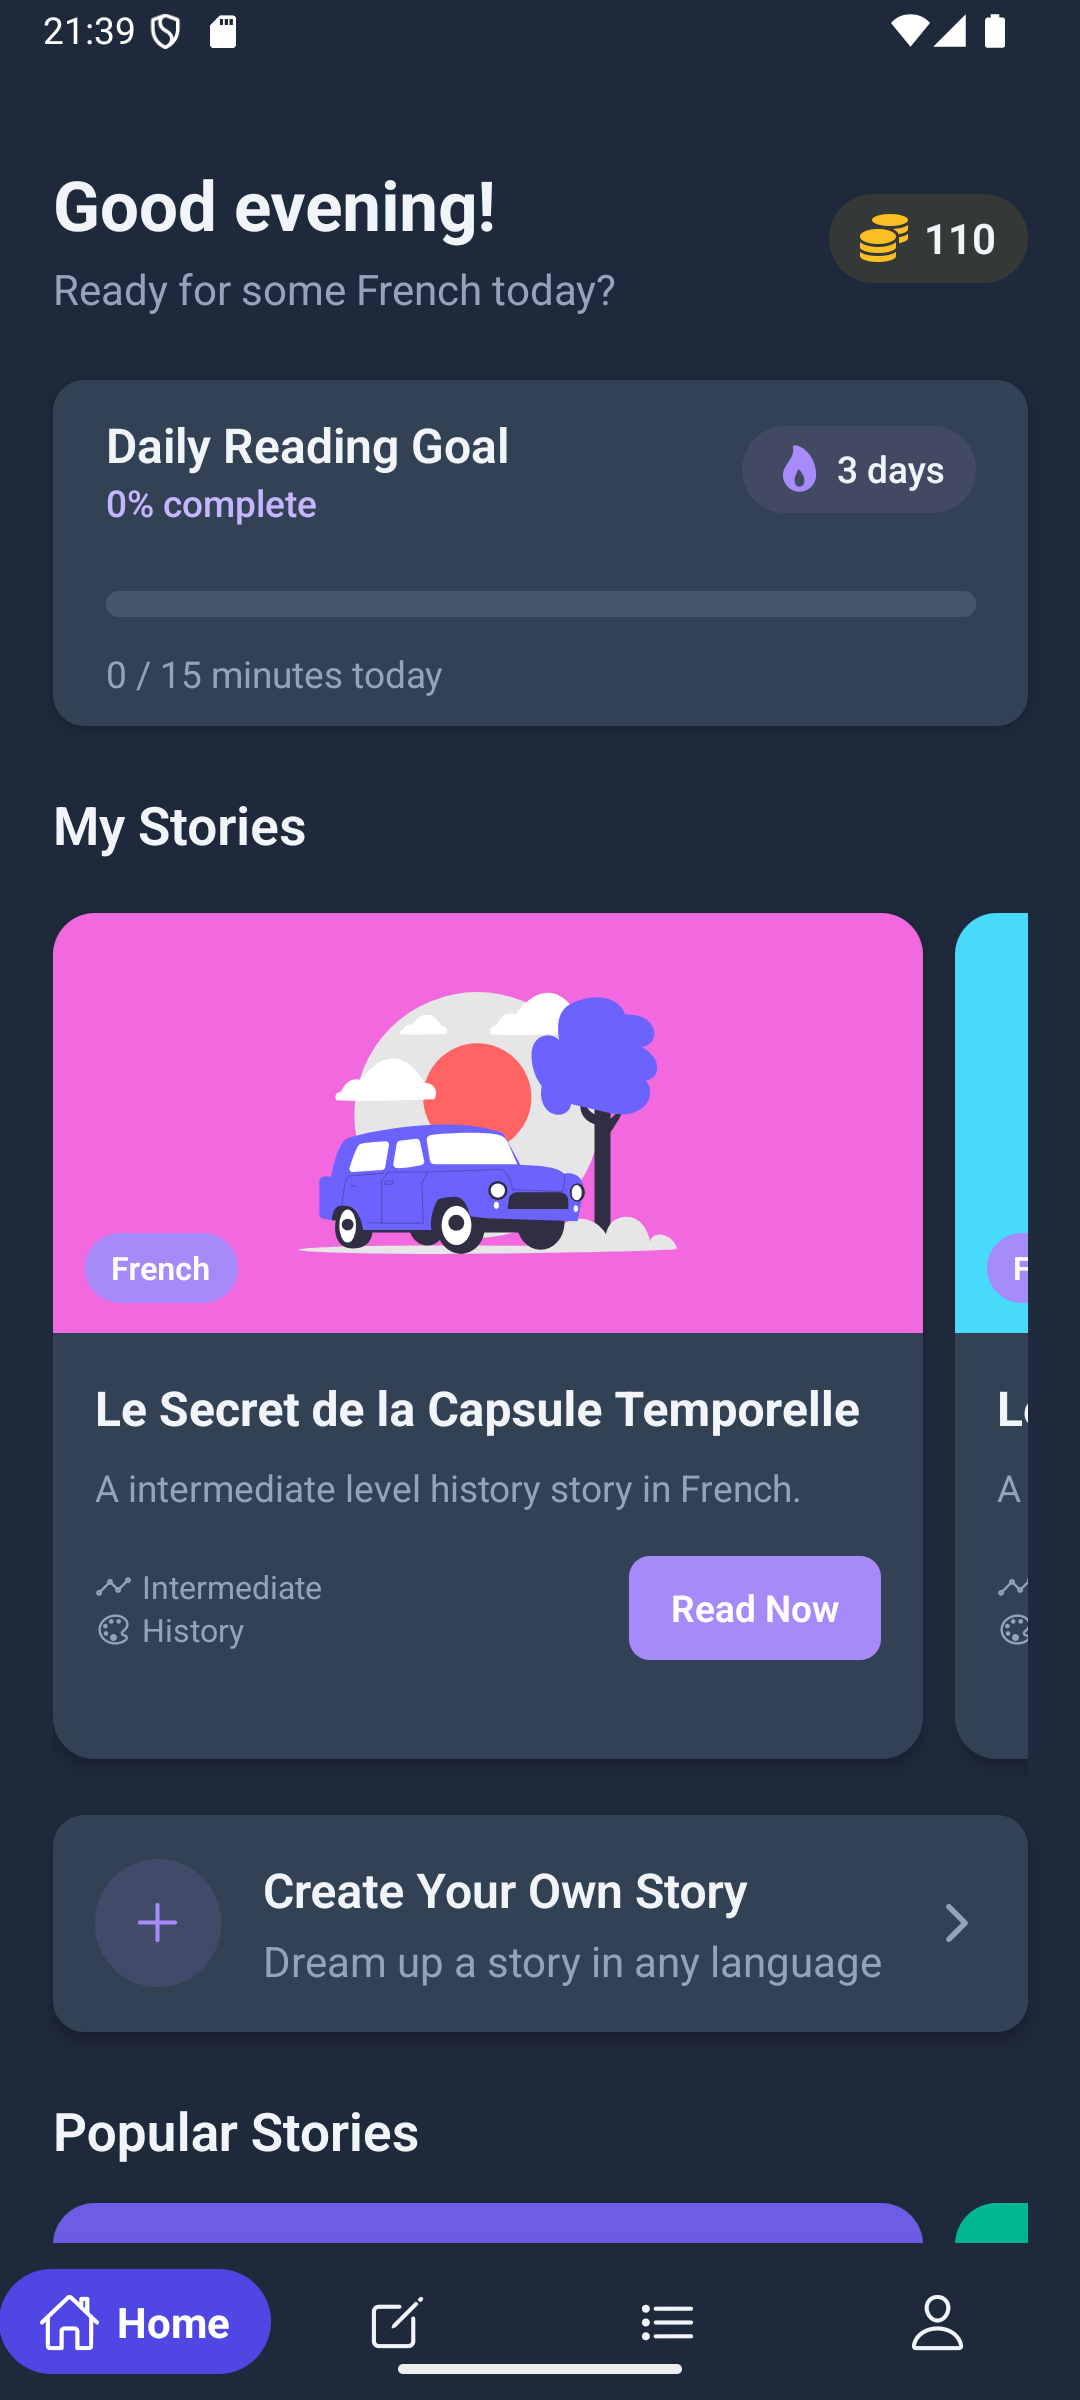 21:39
Good evening!
110
Ready for some French today?
Daily Reading Goal
3 days
0% complete
0 / 15 minutes today
My Stories
French
F
Le Secret de la Capsule Temporelle
A intermediate level history story in French.
A
Intermediate
History
Read Now
Create Your Own Story
Dream up a story in any language
Popular Stories
Home